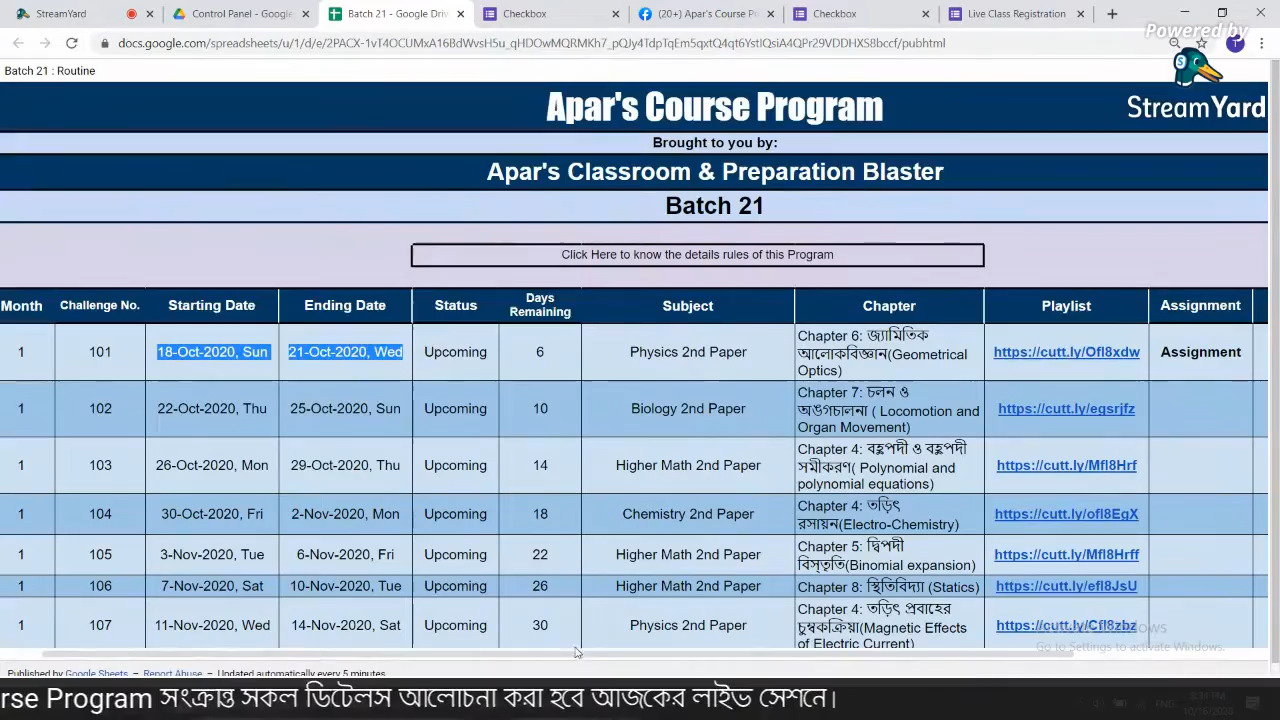 StreamYard
Control Panel - Google
Batch 21 - Google Driv
Checkbox
(20+) Apar's Course P
Checkbox
Live Class Registration
docs.google.com/spreadsheets/u/1/d/e/2PACX-1vT4OCUMxA16BdWvsH5u_qHDOwMQRMKh7_pQJy4TdpTqEm5qxtQ4qt6YstIQsiA4QPr29VDDHXS8bccf/pubhtml
Powered by
StreamYard
Batch 21 : Routine
Apar's Course Program
Brought to you by:
Apar's Classroom & Preparation Blaster
Batch 21
Click Here to know the details rules of this Program
Month Challenge No. Starting Date Ending Date Status Days Remaining Subject Chapter Playlist Assignment
1 101 18-Oct-2020, Sun 21-Oct-2020, Wed Upcoming 6 Physics 2nd Paper Chapter 6: জ্যামিতিক আলোকবিজ্ঞান(Geometrical Optics) https://cutt.ly/Ofl8xdw Assignment
1 102 22-Oct-2020, Thu 25-Oct-2020, Sun Upcoming 10 Biology 2nd Paper Chapter 7: চলন ও অঙগচালনা ( Locomotion and Organ Movement) https://cutt.ly/egsrjfz
1 103 26-Oct-2020, Mon 29-Oct-2020, Thu Upcoming 14 Higher Math 2nd Paper Chapter 4: বহুপদী ও বহুপদী সমীকরণ( Polynomial and polynomial equations) https://cutt.ly/Mfl8Hrf
1 104 30-Oct-2020, Fri 2-Nov-2020, Mon Upcoming 18 Chemistry 2nd Paper Chapter 4: তড়িৎ রসায়ন(Electro-Chemistry) https://cutt.ly/ofl8EgX
1 105 3-Nov-2020, Tue 6-Nov-2020, Fri Upcoming 22 Higher Math 2nd Paper Chapter 5: দ্বিপদী বিস্তৃতি(Binomial expansion) https://cutt.ly/Mfl8Hrff
1 106 7-Nov-2020, Sat 10-Nov-2020, Tue Upcoming 26 Higher Math 2nd Paper Chapter 8: স্থিতিবিদ্যা (Statics) https://cutt.ly/efl8JsU
1 107 11-Nov-2020, Wed 14-Nov-2020, Sat Upcoming 30 Physics 2nd Paper Chapter 4: তড়িৎ প্রবাহের চুম্বকক্রিয়া(Magnetic Effects of Electric Current) https://cutt.ly/Cfl8zbz
Go to Settings to activate Windows.
Published by Google Sheets – Report Abuse – Updated automatically every 5 minutes
rse Program সংক্রান্ত সকল ডিটেলস আলোচনা করা হবে আজকের লাইভ সেশনে।